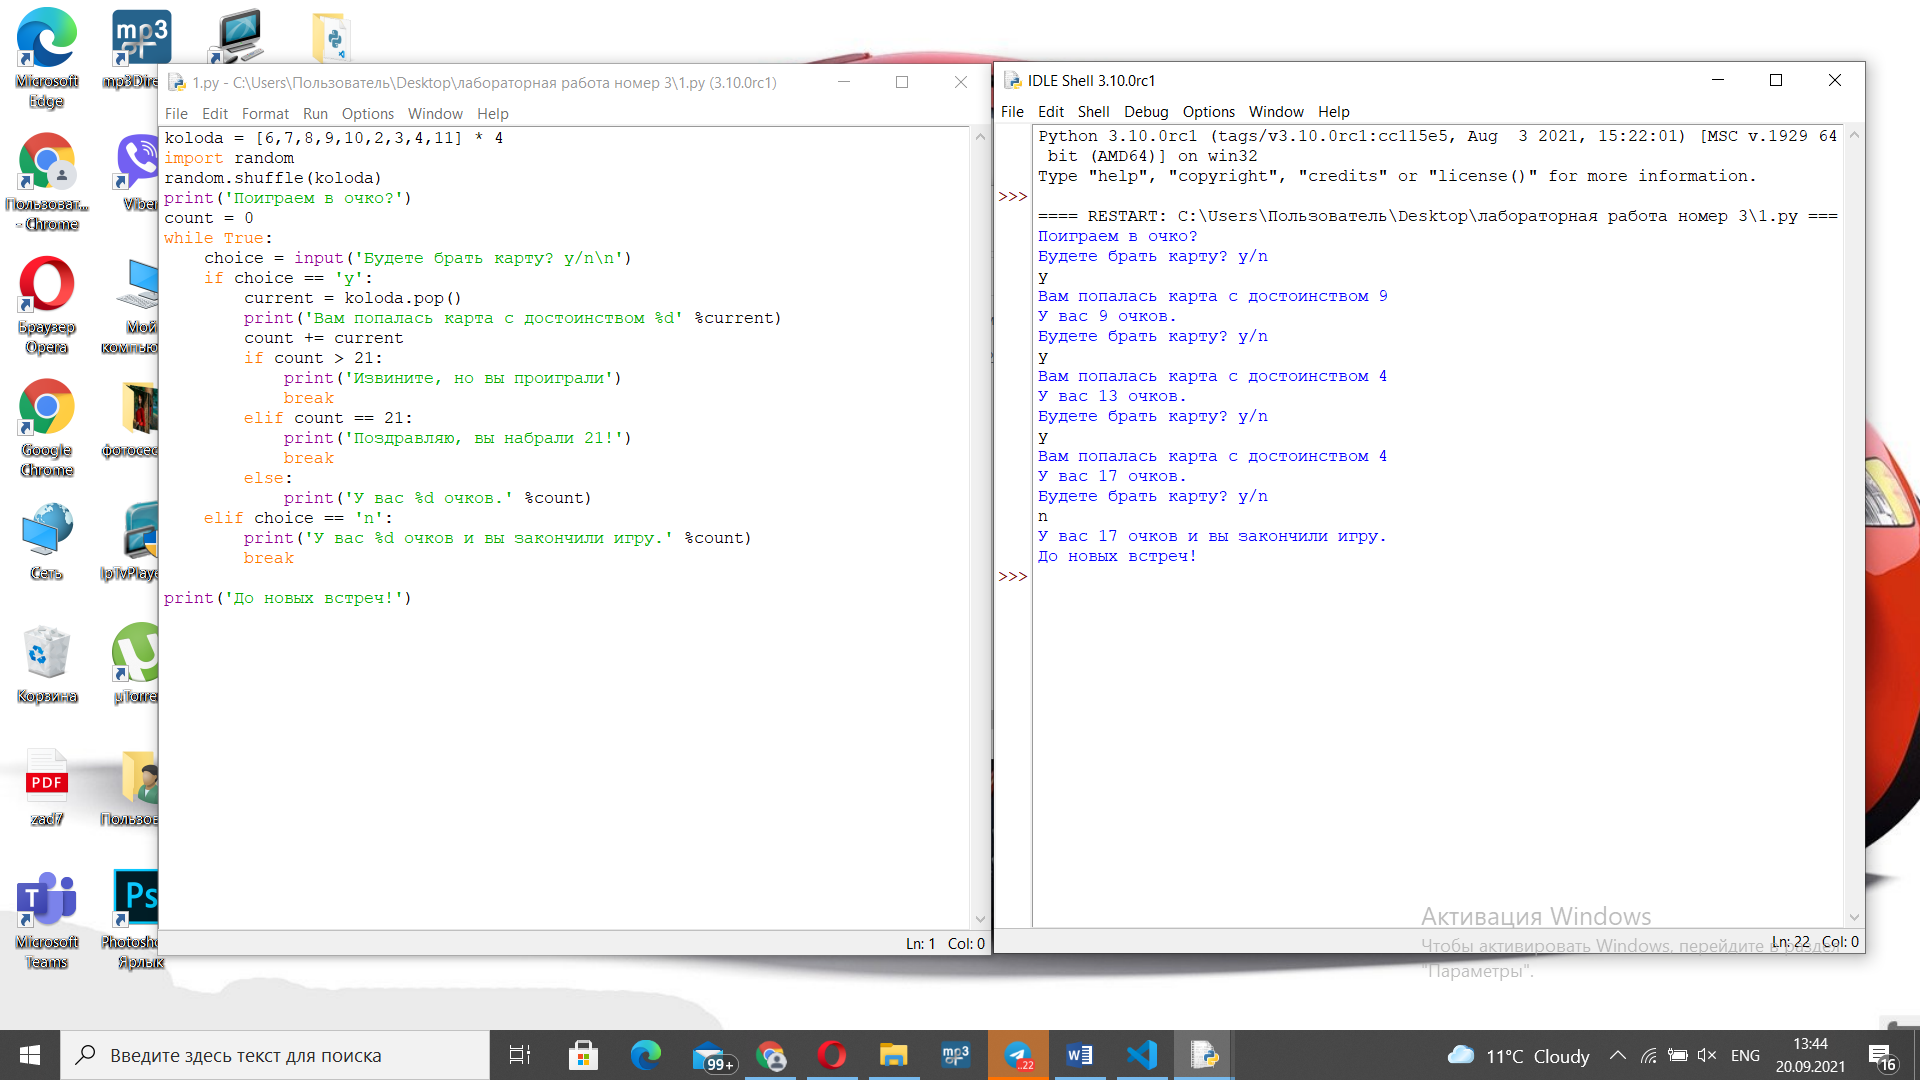 Microsoft Edge
mp3Dire
Пользоват... - Chrome
Viber
Браузер Opera
Мой компью
Google Chrome
фотосес
Сеть
IpTvPlaye
Корзина
µTorre
PDF
zad7
Пользов
Microsoft Teams
Ps
Photosho Ярлык
1.py - C:\Users\Пользователь\Desktop\лабораторная работа номер 3\1.py (3.10.0rc1)
File Edit Format Run Options Window Help
koloda = [6,7,8,9,10,2,3,4,11] * 4
import random
random.shuffle(koloda)
print('Поиграем в очко?')
count = 0
while True:
    choice = input('Будете брать карту? y/n\n')
    if choice == 'y':
        current = koloda.pop()
        print('Вам попалась карта с достоинством %d' %current)
        count += current
        if count > 21:
            print('Извините, но вы проиграли')
            break
        elif count == 21:
            print('Поздравляю, вы набрали 21!')
            break
        else:
            print('У вас %d очков.' %count)
    elif choice == 'n':
        print('У вас %d очков и вы закончили игру.' %count)
        break
print('До новых встреч!')
Ln: 1 Col: 0
IDLE Shell 3.10.0rc1
File Edit Shell Debug Options Window Help
Python 3.10.0rc1 (tags/v3.10.0rc1:cc115e5, Aug  3 2021, 15:22:01) [MSC v.1929 64
 bit (AMD64)] on win32
Type "help", "copyright", "credits" or "license()" for more information.
>>>
==== RESTART: C:\Users\Пользователь\Desktop\лабораторная работа номер 3\1.py ===
Поиграем в очко?
Будете брать карту? y/n
y
Вам попалась карта с достоинством 9
У вас 9 очков.
Будете брать карту? y/n
y
Вам попалась карта с достоинством 4
У вас 13 очков.
Будете брать карту? y/n
y
Вам попалась карта с достоинством 4
У вас 17 очков.
Будете брать карту? y/n
n
У вас 17 очков и вы закончили игру.
До новых встреч!
>>>
Ln: 22 Col: 0
Активация Windows
Чтобы активировать Windows, перейдите в раздел
"Параметры".
Введите здесь текст для поиска
99+
mp3
..22
11°C Cloudy
ENG
13:44
20.09.2021
16